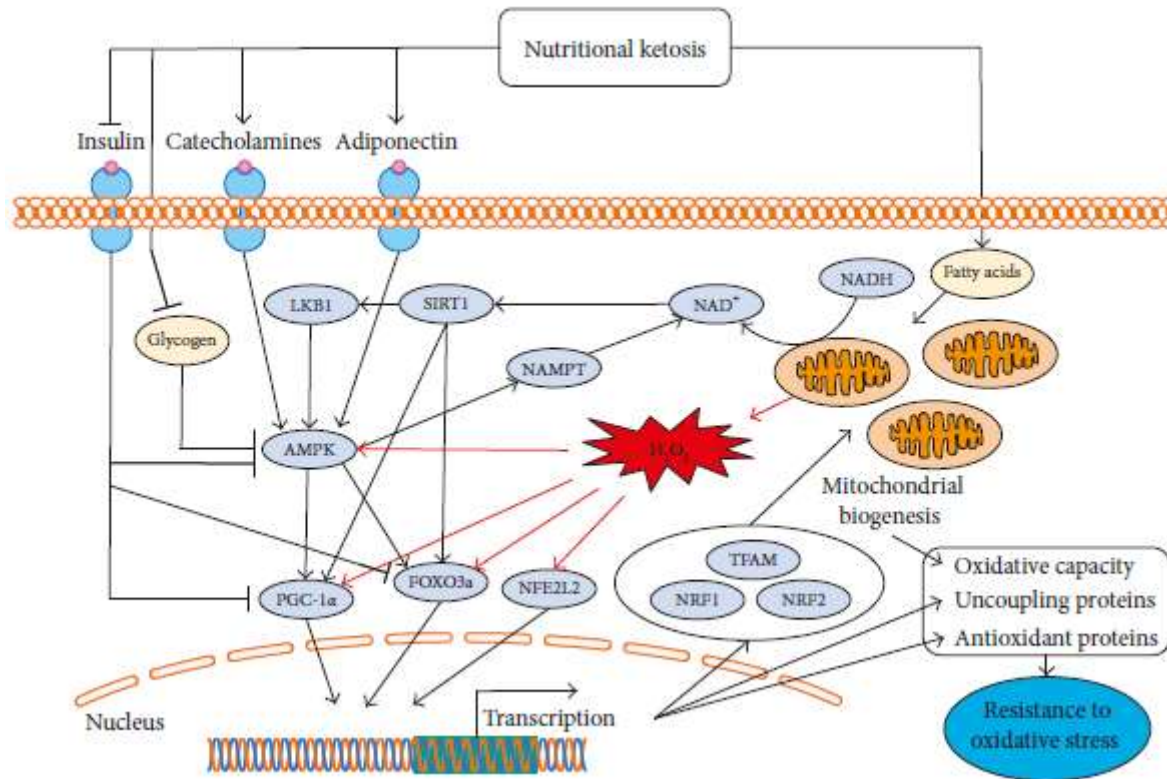 Nutritional ketosis
Insulin
Catecholamines
Adiponectin
Fatty acids
NADH
NAD⁺
SIRT1
LKB1
Glycogen
NAMPT
AMPK
H₂O₂
Mitochondrial
biogenesis
TFAM
NRF1
NRF2
FOXO3a
NFE2L2
PGC-1α
Oxidative capacity
Uncoupling proteins
Antioxidant proteins
Nucleus
Transcription
Resistance to
oxidative stress